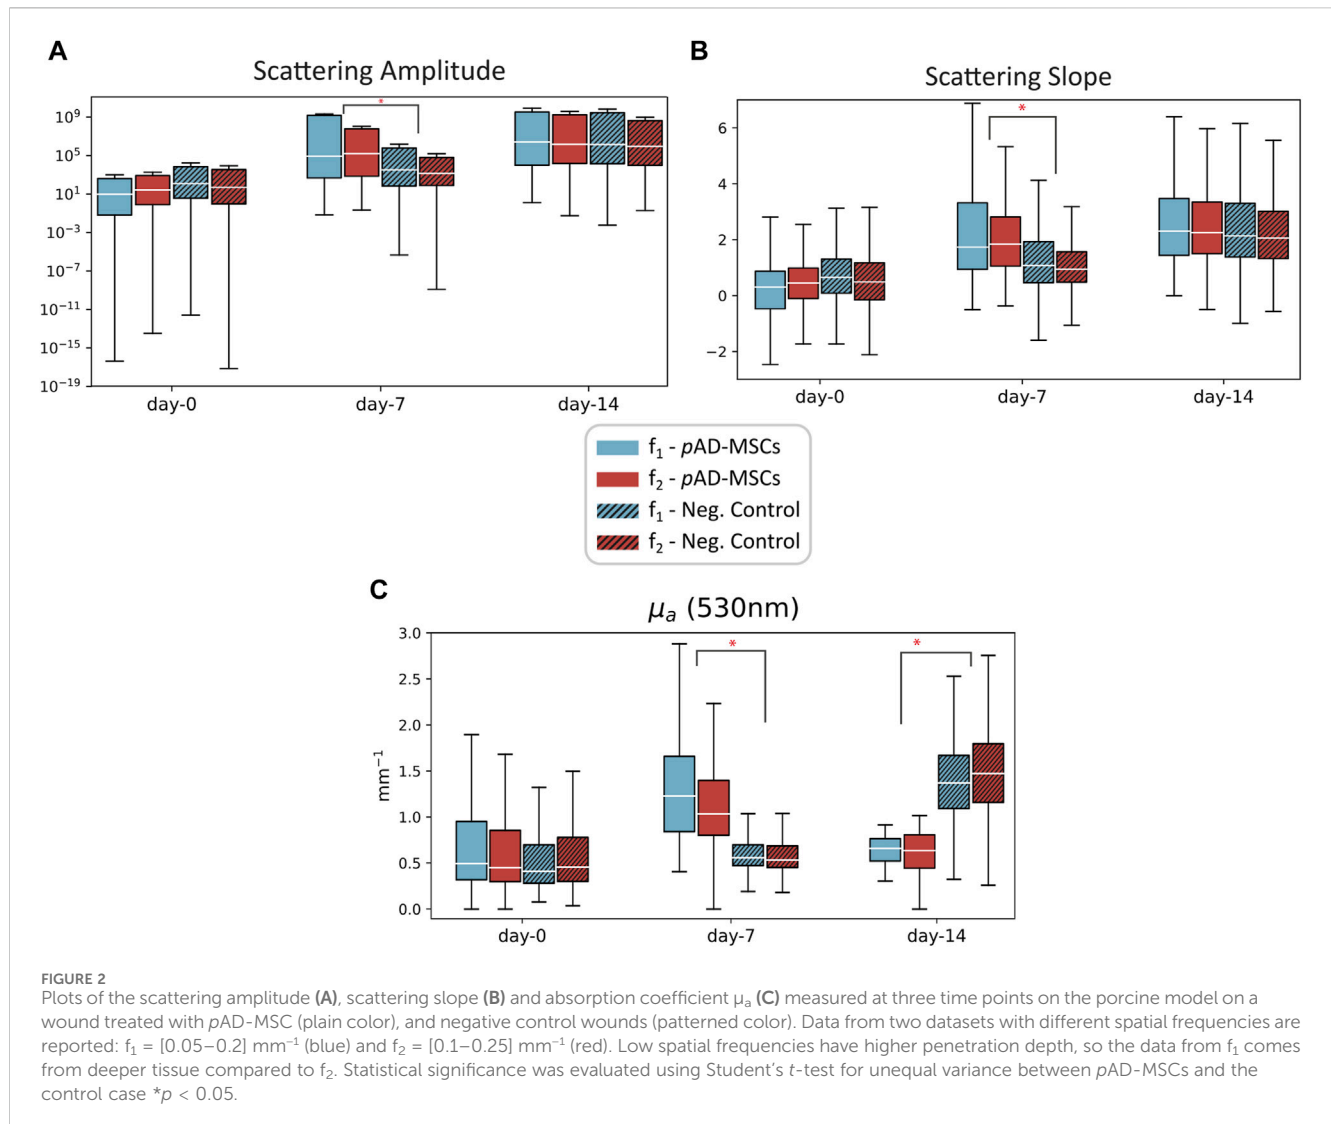 A
Scattering Amplitude
10⁹
10⁵
10¹
10⁻³
10⁻⁷
10⁻¹¹
10⁻¹⁵
10⁻¹⁹
*
day-0 day-7 day-14
B
Scattering Slope
6
4
2
0
−2
*
day-0 day-7 day-14
f₁ - pAD-MSCs
f₂ - pAD-MSCs
f₁ - Neg. Control
f₂ - Neg. Control
C
μₐ (530nm)
mm⁻¹
3.0
2.5
2.0
1.5
1.0
0.5
0.0
* *
day-0 day-7 day-14
FIGURE 2
Plots of the scattering amplitude (A), scattering slope (B) and absorption coefficient μₐ (C) measured at three time points on the porcine model on a
wound treated with pAD-MSC (plain color), and negative control wounds (patterned color). Data from two datasets with different spatial frequencies are
reported: f₁ = [0.05–0.2] mm⁻¹ (blue) and f₂ = [0.1–0.25] mm⁻¹ (red). Low spatial frequencies have higher penetration depth, so the data from f₁ comes
from deeper tissue compared to f₂. Statistical significance was evaluated using Student's t-test for unequal variance between pAD-MSCs and the
control case *p < 0.05.